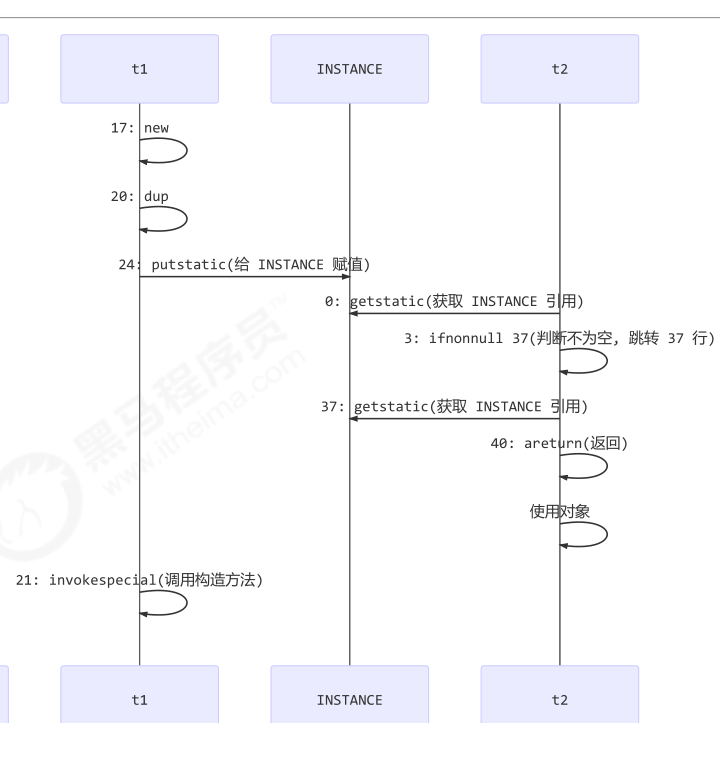 t1
INSTANCE
t2
17: new
20: dup
24: putstatic(给 INSTANCE 赋值)
0: getstatic(获取 INSTANCE 引用)
3: ifnonnull 37(判断不为空, 跳转 37 行)
37: getstatic(获取 INSTANCE 引用)
40: areturn(返回)
使用对象
21: invokespecial(调用构造方法)
t1
INSTANCE
t2
黑马程序员™
www.itheima.com